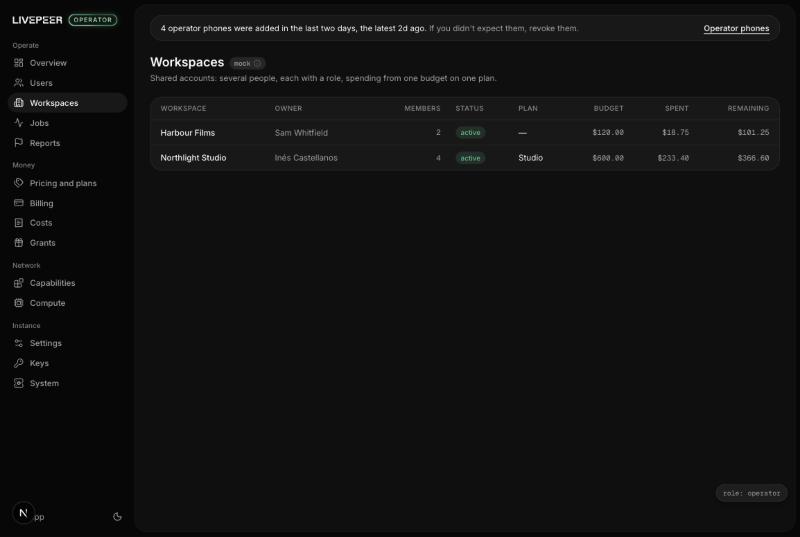 LIVEPEER OPERATOR
Operate
Overview
Users
Workspaces
Jobs
Reports
Money
Pricing and plans
Billing
Costs
Grants
Network
Capabilities
Compute
Instance
Settings
Keys
System
N
pp
4 operator phones were added in the last two days, the latest 2d ago. If you didn't expect them, revoke them. Operator phones
Workspaces mock
Shared accounts: several people, each with a role, spending from one budget on one plan.
WORKSPACE OWNER MEMBERS STATUS PLAN BUDGET SPENT REMAINING
Harbour Films Sam Whitfield 2 active — $120.00 $18.75 $101.25
Northlight Studio Inés Castellanos 4 active Studio $600.00 $233.40 $366.60
role: operator